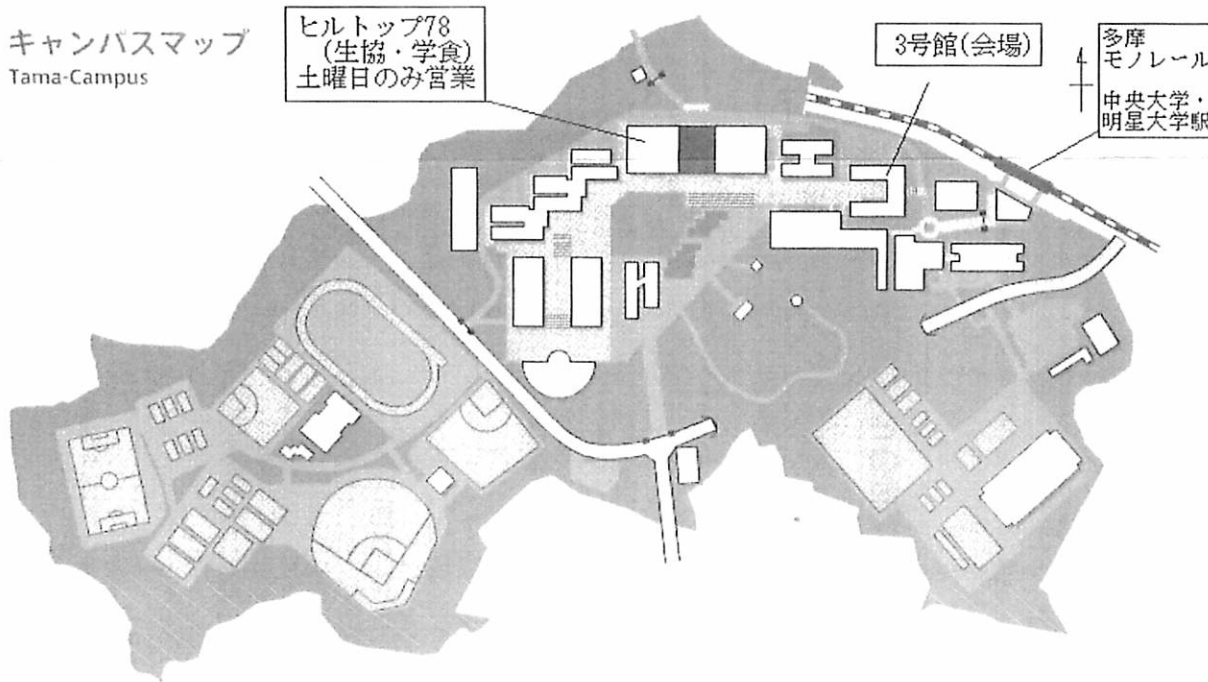 キャンパスマップ
Tama-Campus
ヒルトップ78
(生協・学食)
土曜日のみ営業
3号館(会場)
多摩
モノレール
中央大学・
明星大学駅